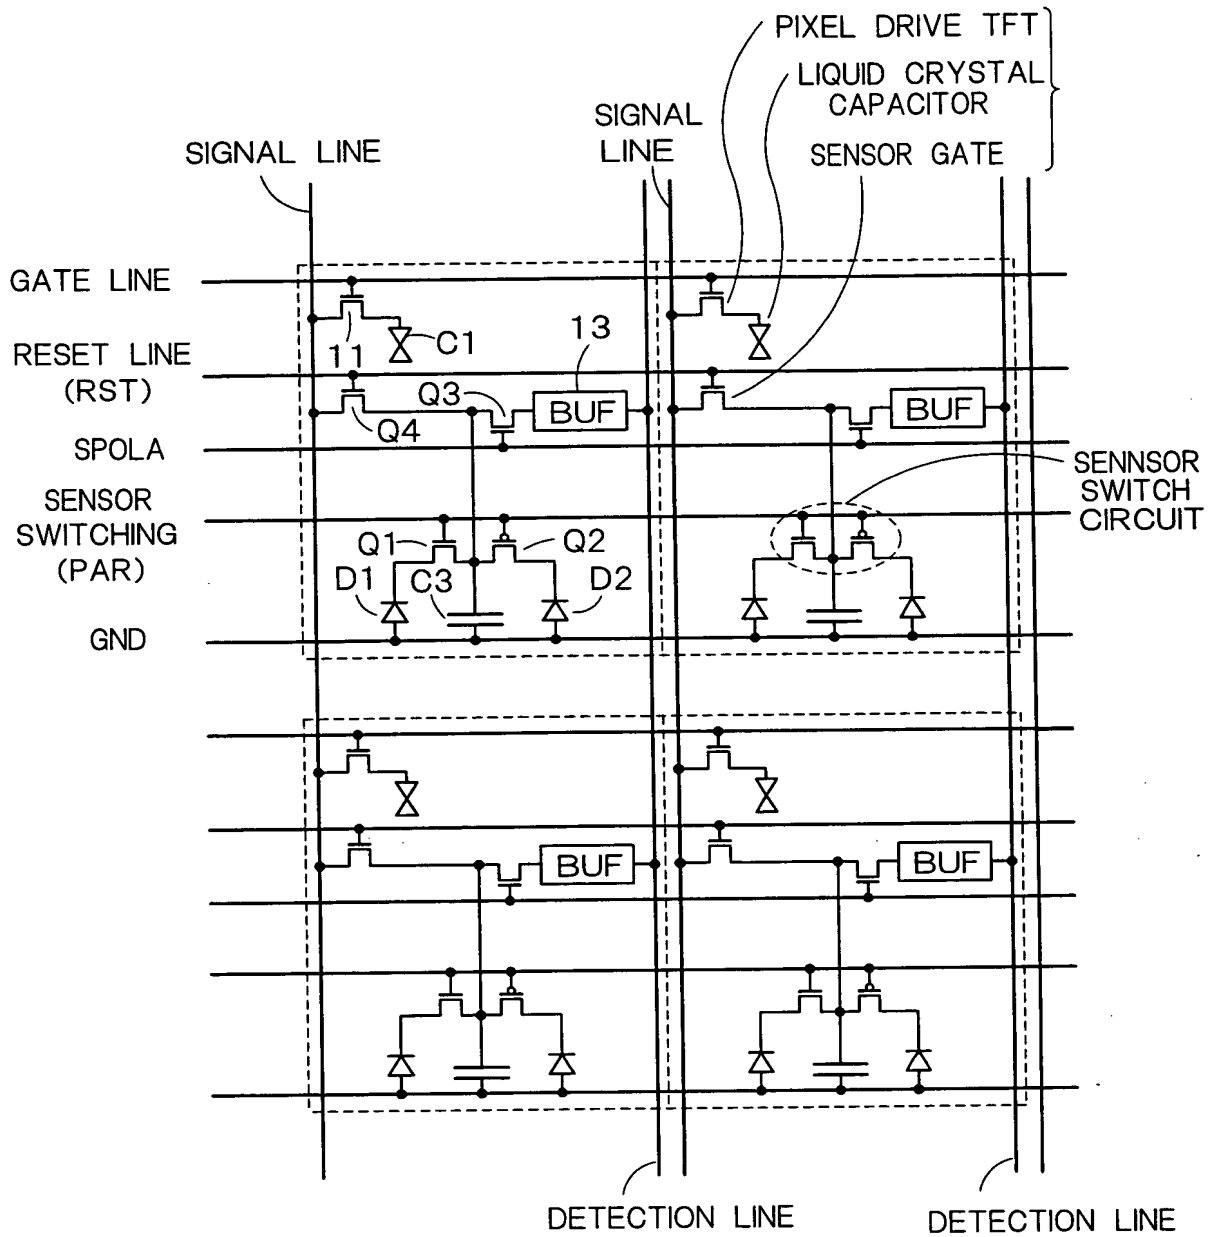 PIXEL DRIVE TFT
LIQUID CRYSTAL
CAPACITOR
SENSOR GATE
SIGNAL
LINE
SIGNAL LINE
GATE LINE
11
C1
13
RESET LINE
(RST)
Q3
BUF
BUF
Q4
SPOLA
SENNSOR
SWITCH
CIRCUIT
SENSOR
SWITCHING
(PAR)
Q1
Q2
D1
C3
D2
GND
BUF
BUF
DETECTION LINE
DETECTION LINE